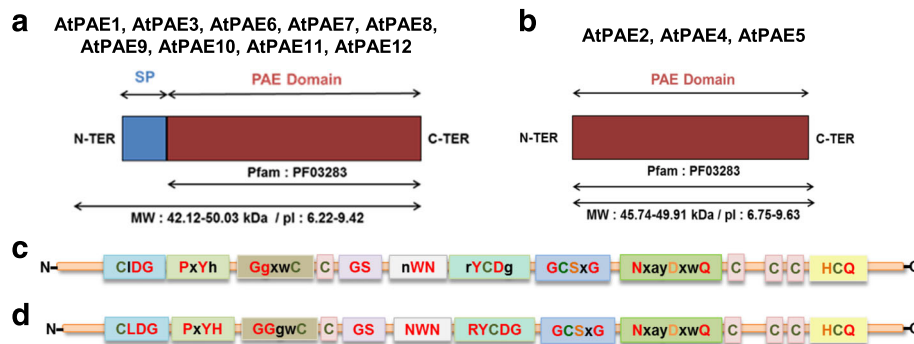 a
AtPAE1, AtPAE3, AtPAE6, AtPAE7, AtPAE8,
AtPAE9, AtPAE10, AtPAE11, AtPAE12
SP
PAE Domain
N-TER
C-TER
Pfam : PF03283
MW : 42.12-50.03 kDa / pI : 6.22-9.42
b
AtPAE2, AtPAE4, AtPAE5
PAE Domain
N-TER
C-TER
Pfam : PF03283
MW : 45.74-49.91 kDa / pI : 6.75-9.63
c
N- ClDG PxYh GgxwC C GS nWN rYCDg GCSxG NxayDxwQ C C C HCQ -C
d
N- CLDG PxYH GGgwC C GS NWN RYCDG GCSxG NxayDxwQ C C C HCQ